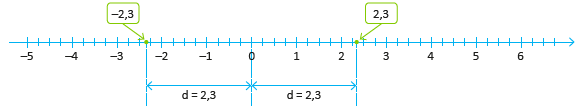 –2,3 2,3
–5 –4 –3 –2 –1 0 1 2 3 4 5 6
d = 2,3 d = 2,3